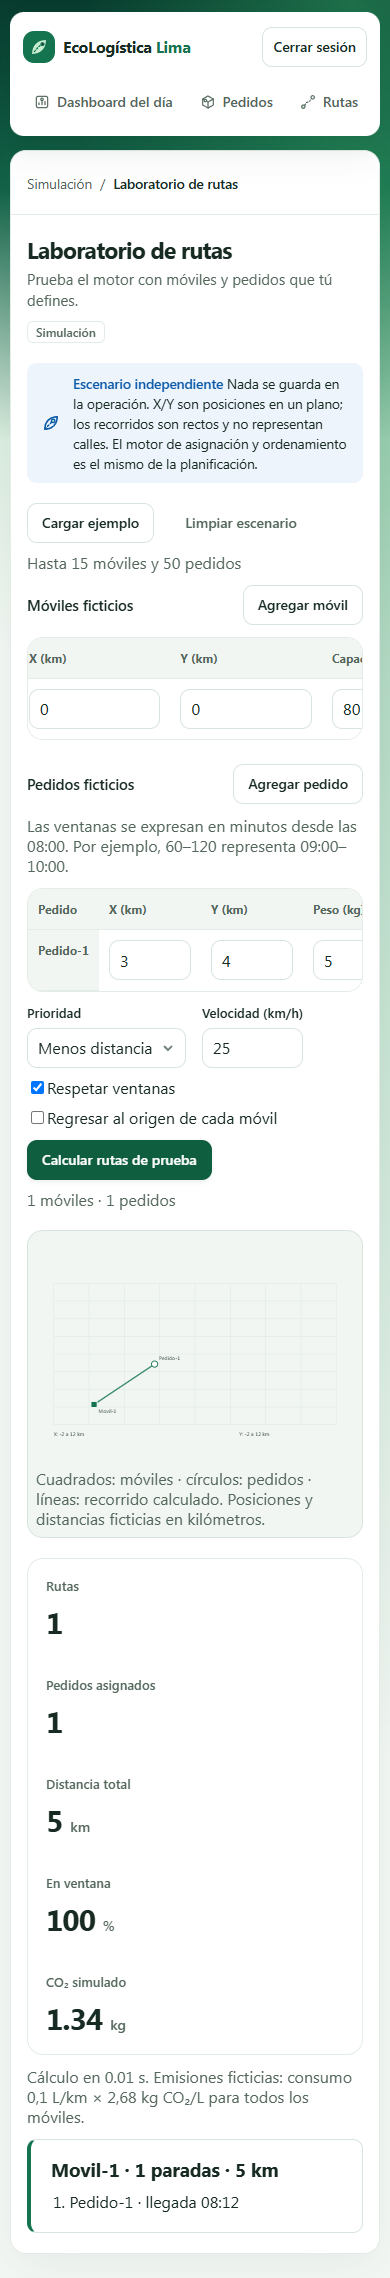 EcoLogística Lima
Cerrar sesión
Dashboard del día
Pedidos
Rutas
Simulación / Laboratorio de rutas
Laboratorio de rutas
Prueba el motor con móviles y pedidos que tú
defines.
Simulación
Escenario independiente Nada se guarda en
la operación. X/Y son posiciones en un plano;
los recorridos son rectos y no representan
calles. El motor de asignación y ordenamiento
es el mismo de la planificación.
Cargar ejemplo
Limpiar escenario
Hasta 15 móviles y 50 pedidos
Móviles ficticios
Agregar móvil
X (km) Y (km) Capac
0 0 80
Pedidos ficticios
Agregar pedido
Las ventanas se expresan en minutos desde las
08:00. Por ejemplo, 60–120 representa 09:00–
10:00.
Pedido X (km) Y (km) Peso (kg)
Pedido-1 3 4 5
Prioridad Velocidad (km/h)
Menos distancia 25
Respetar ventanas
Regresar al origen de cada móvil
Calcular rutas de prueba
1 móviles · 1 pedidos
Pedido-1
Movil-1
X: -2 a 12 km Y: -2 a 12 km
Cuadrados: móviles · círculos: pedidos ·
líneas: recorrido calculado. Posiciones y
distancias ficticias en kilómetros.
Rutas
1
Pedidos asignados
1
Distancia total
5 km
En ventana
100 %
CO₂ simulado
1.34 kg
Cálculo en 0.01 s. Emisiones ficticias: consumo
0,1 L/km × 2,68 kg CO₂/L para todos los
móviles.
Movil-1 · 1 paradas · 5 km
1. Pedido-1 · llegada 08:12